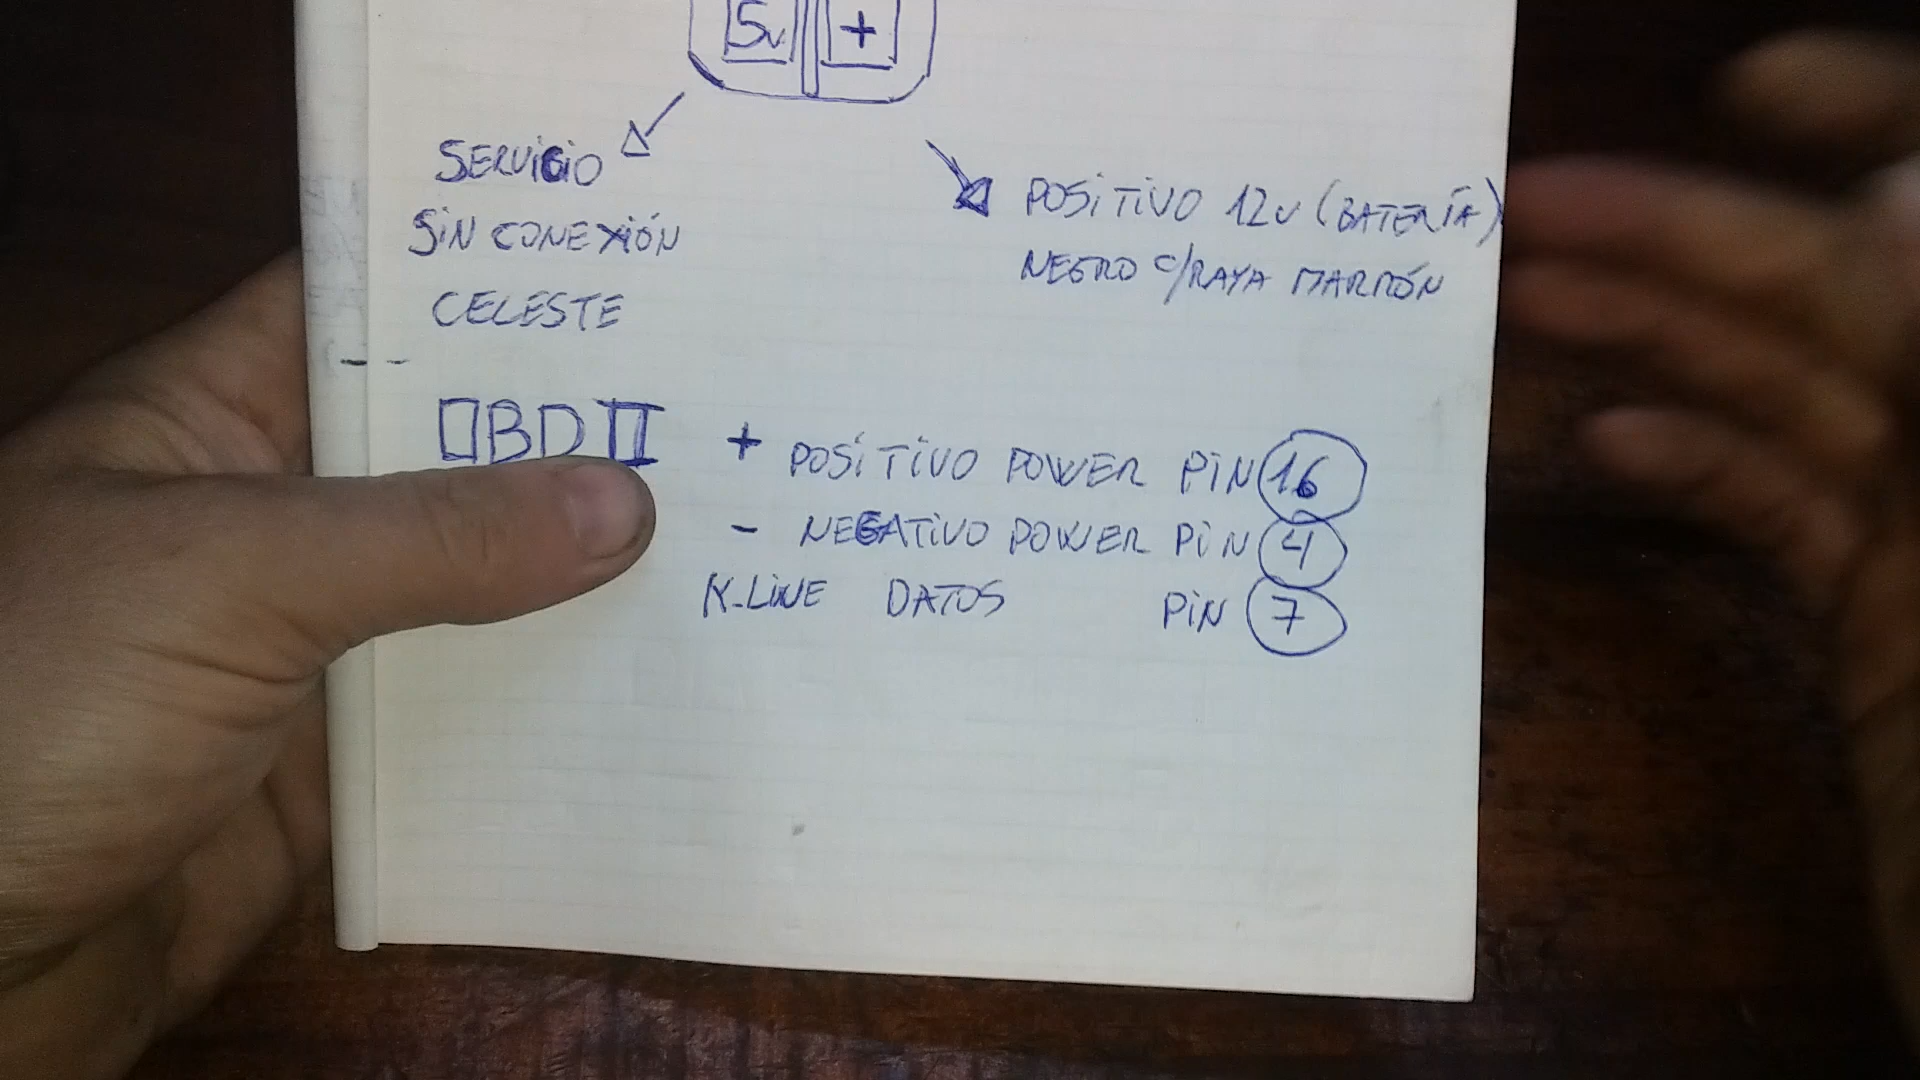 Sv +
SERVICIO
SIN CONEXIÓN
CELESTE
POSITIVO 12v (BATERÍA)
NEGRO C/RAYA MARRÓN
OBD II
+ POSITIVO POWER PIN 16
- NEGATIVO POWER PIN 4
K-LINE DATOS PIN 7